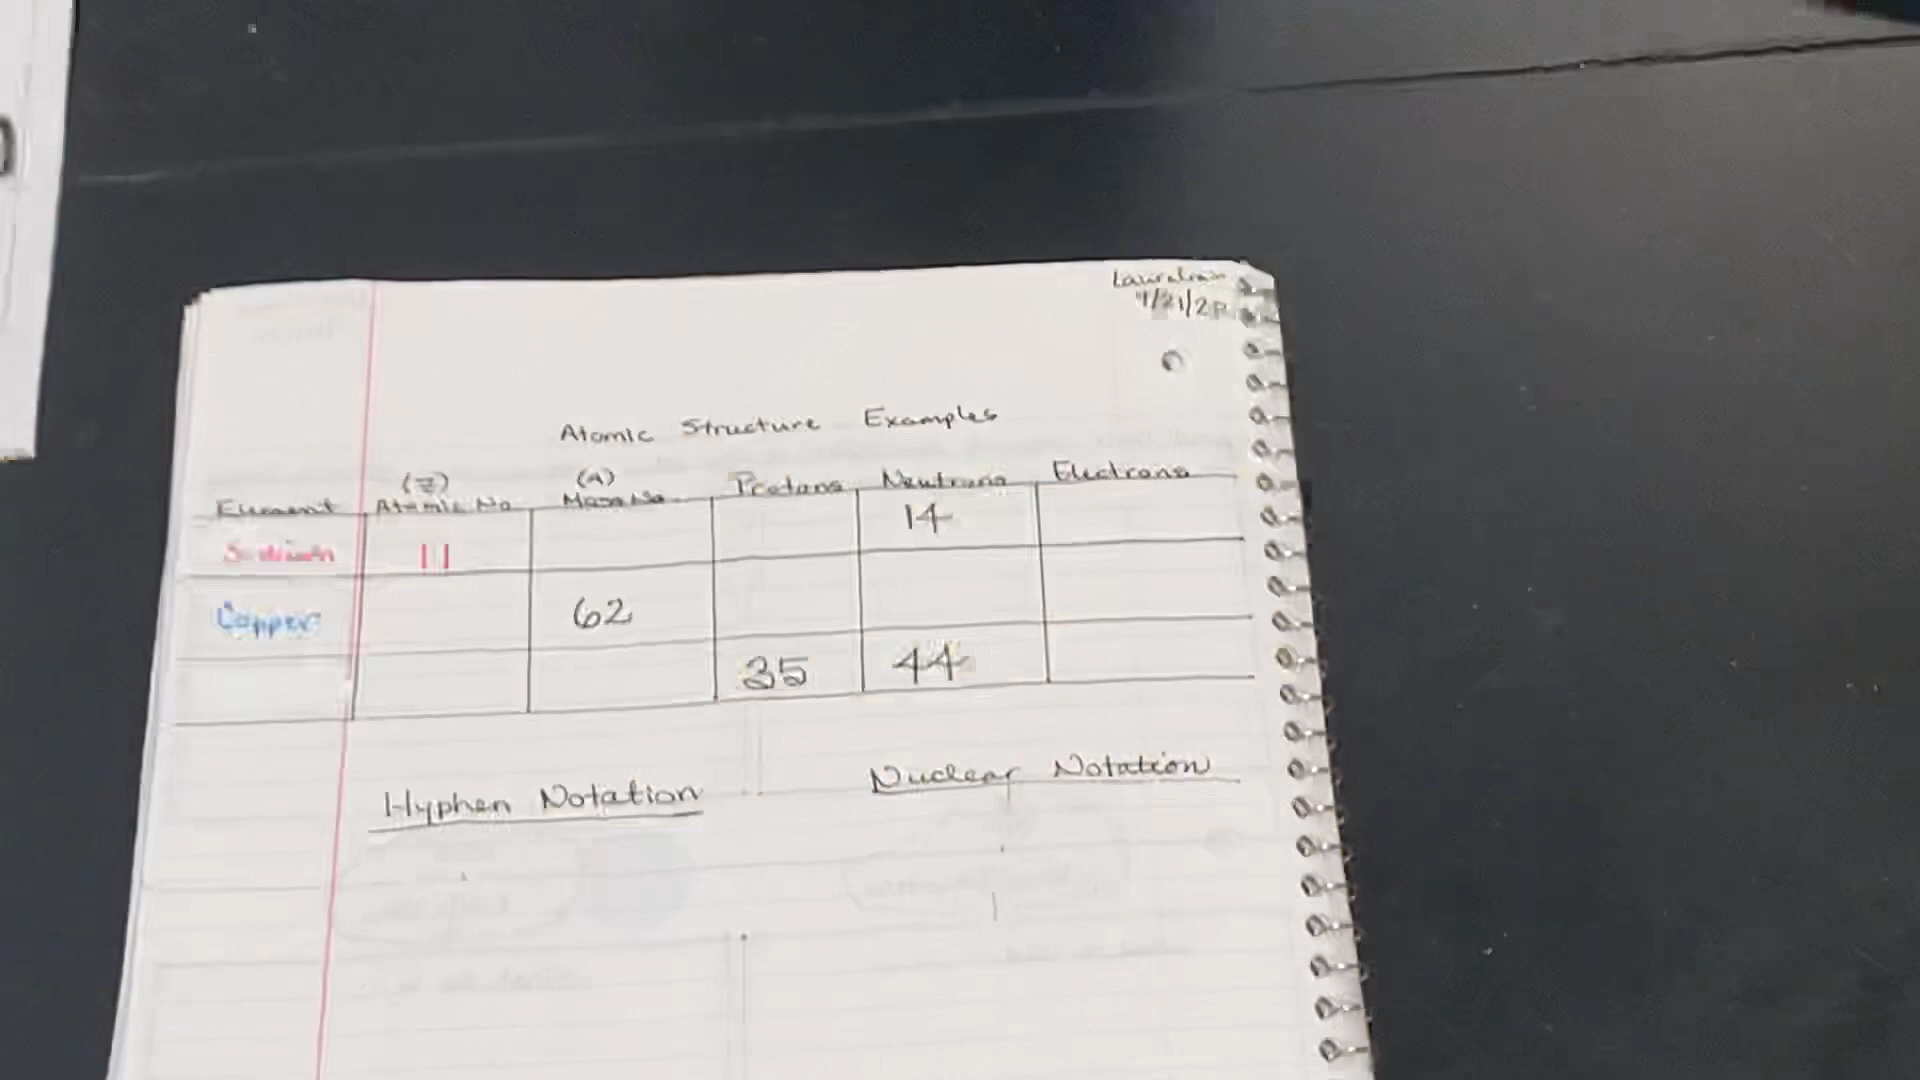 Atomic Structure Examples
(Z) (A)
Element Atomic No Mass No. Protons Neutrons Electrons
Sodium 11 14
Copper 62
35 44
Hyphen Notation Nuclear Notation